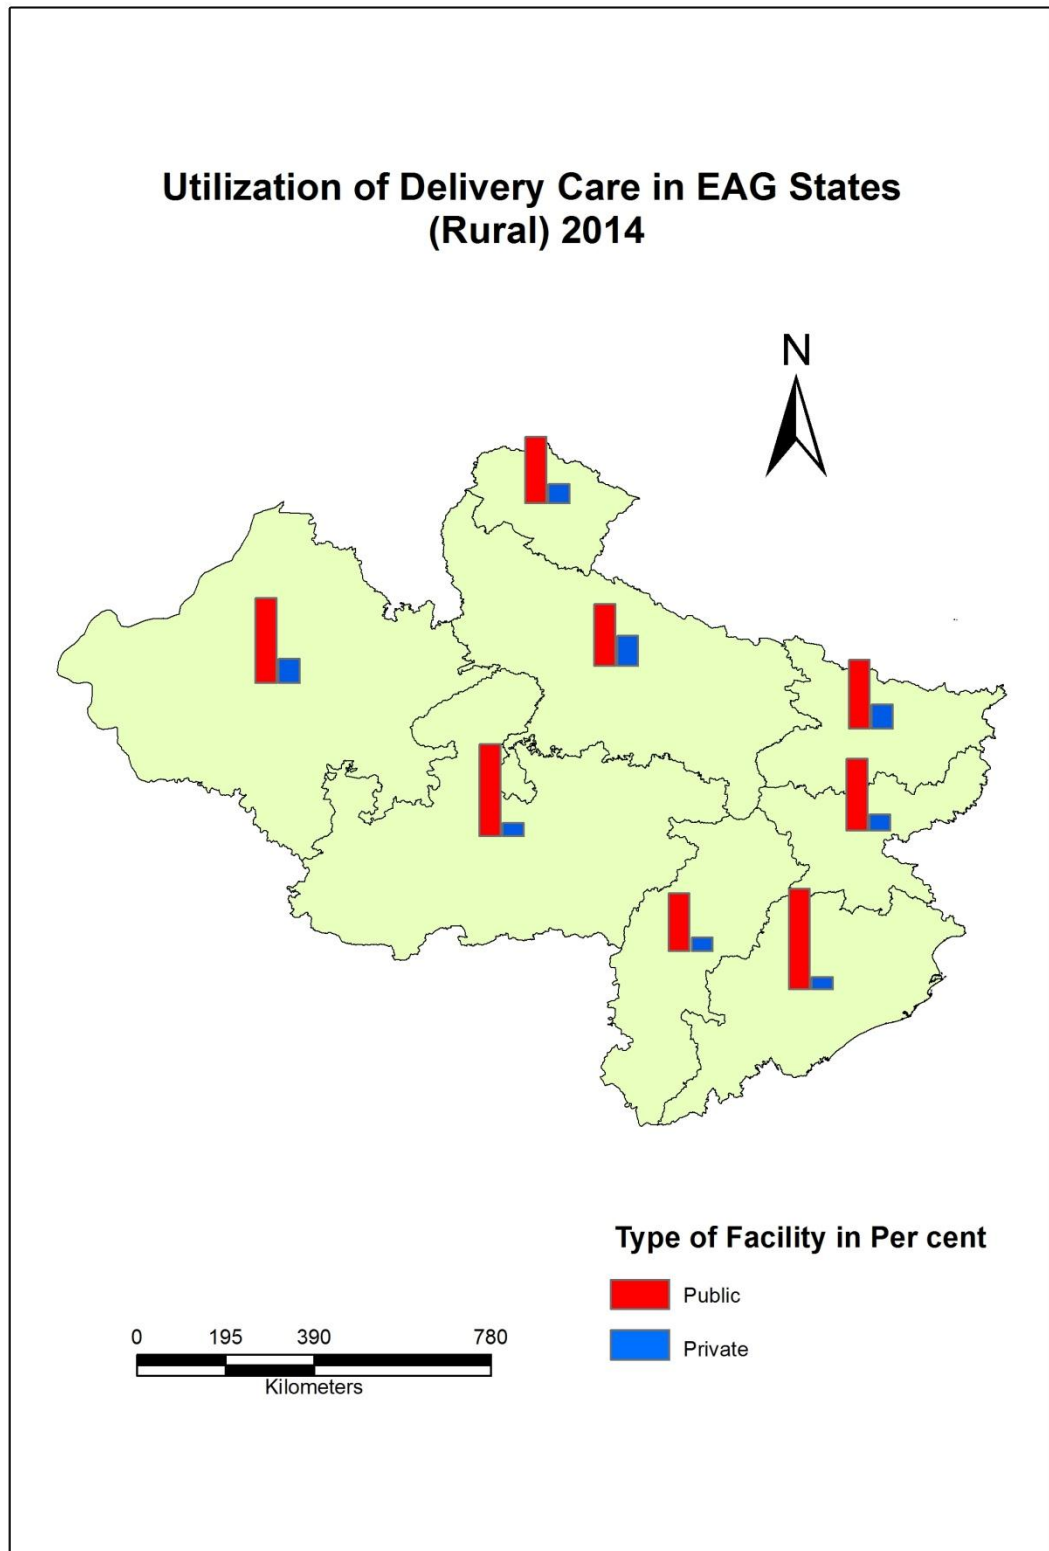 Utilization of Delivery Care in EAG States
(Rural) 2014
N
Type of Facility in Per cent
Public
Private
0 195 390 780
Kilometers